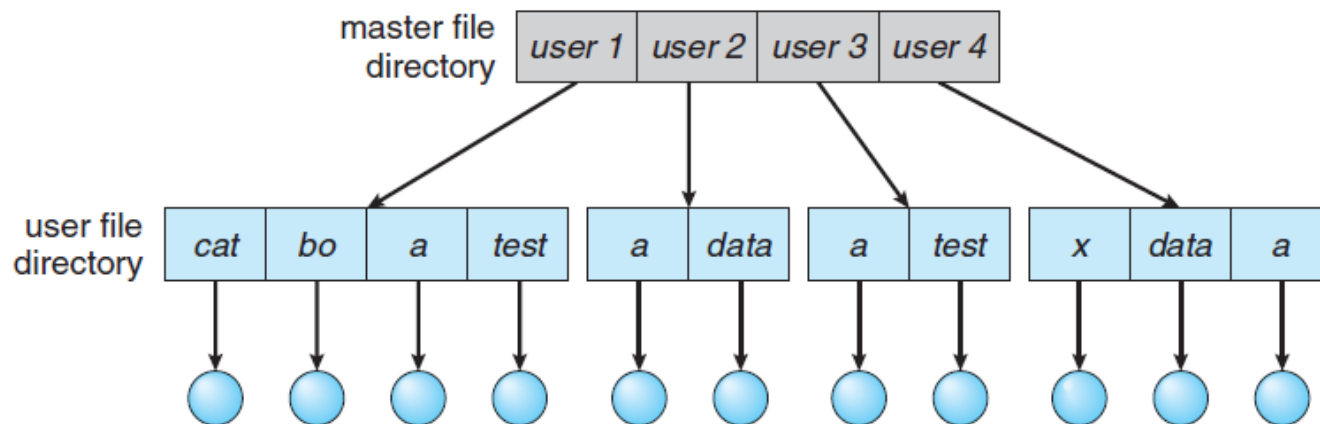 master file
directory
user 1 user 2 user 3 user 4
user file
directory
cat bo a test a data a test x data a